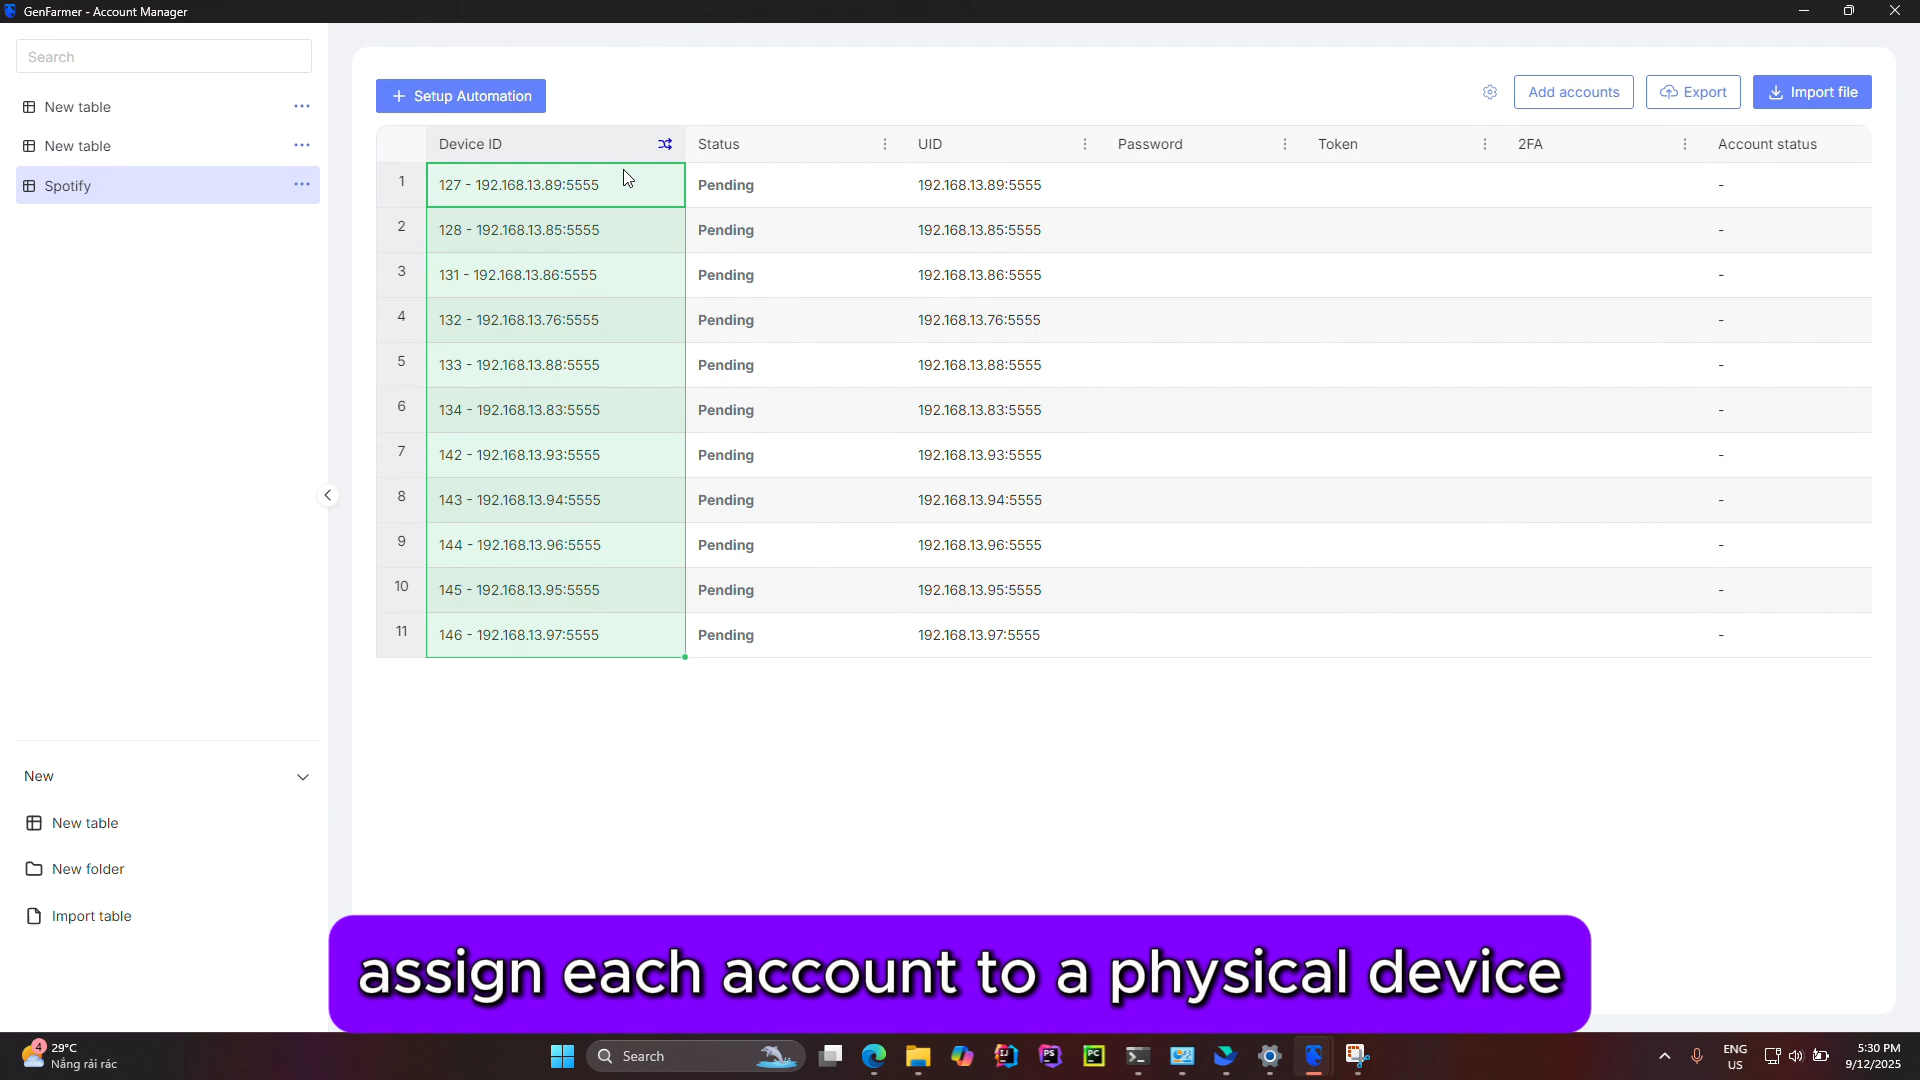 GenFarmer - Account Manager
Search
New table
New table
Spotify
Setup Automation
Add accounts
Export
Import file
Device ID Status UID Password Token 2FA Account status
1 127 - 192.168.13.89:5555 Pending 192.168.13.89:5555 -
2 128 - 192.168.13.85:5555 Pending 192.168.13.85:5555 -
3 131 - 192.168.13.86:5555 Pending 192.168.13.86:5555 -
4 132 - 192.168.13.76:5555 Pending 192.168.13.76:5555 -
5 133 - 192.168.13.88:5555 Pending 192.168.13.88:5555 -
6 134 - 192.168.13.83:5555 Pending 192.168.13.83:5555 -
7 142 - 192.168.13.93:5555 Pending 192.168.13.93:5555 -
8 143 - 192.168.13.94:5555 Pending 192.168.13.94:5555 -
9 144 - 192.168.13.96:5555 Pending 192.168.13.96:5555 -
10 145 - 192.168.13.95:5555 Pending 192.168.13.95:5555 -
11 146 - 192.168.13.97:5555 Pending 192.168.13.97:5555 -
New
New table
New folder
Import table
assign each account to a physical device
4
29°C
Nắng rải rác
Search
IJ
PS
PC
ENG
US
5:30 PM
9/12/2025